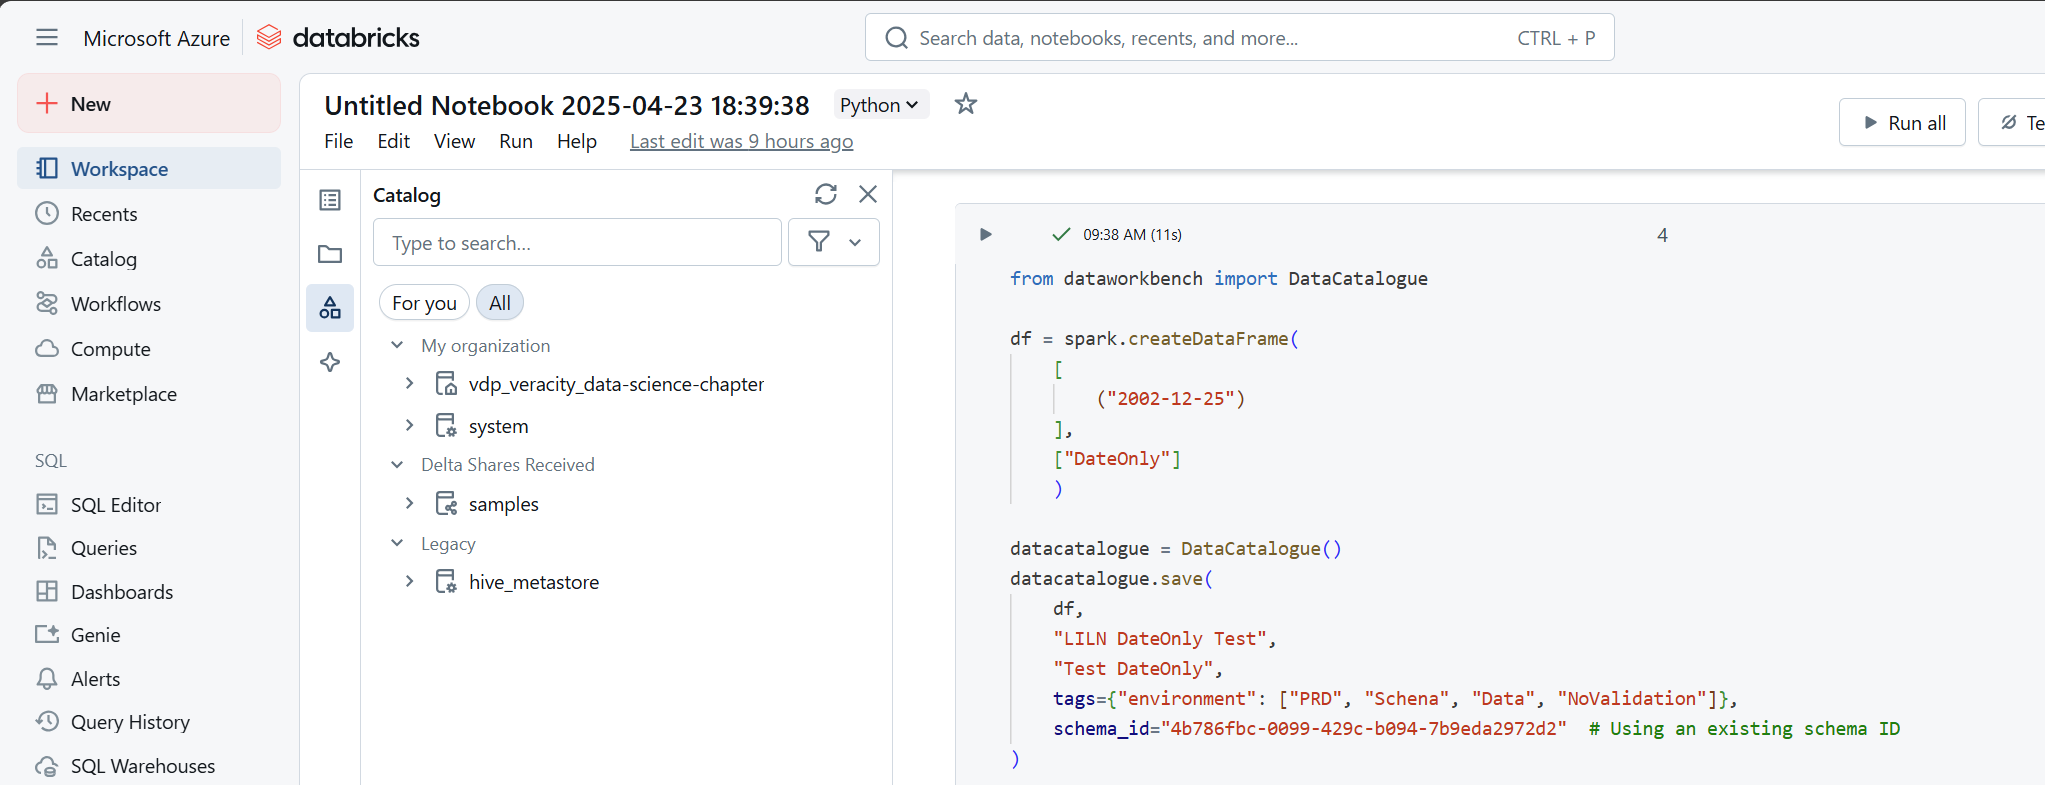 Microsoft Azure databricks
Search data, notebooks, recents, and more... CTRL + P
New
Workspace
Recents
Catalog
Workflows
Compute
Marketplace
SQL
SQL Editor
Queries
Dashboards
Genie
Alerts
Query History
SQL Warehouses
Untitled Notebook 2025-04-23 18:39:38 Python
File Edit View Run Help Last edit was 9 hours ago
Run all Te
Catalog
Type to search...
For you All
My organization
vdp_veracity_data-science-chapter
system
Delta Shares Received
samples
Legacy
hive_metastore
09:38 AM (11s) 4
from dataworkbench import DataCatalogue
df = spark.createDataFrame(
[
("2002-12-25")
],
["DateOnly"]
)
datacatalogue = DataCatalogue()
datacatalogue.save(
df,
"LILN DateOnly Test",
"Test DateOnly",
tags={"environment": ["PRD", "Schena", "Data", "NoValidation"]},
schema_id="4b786fbc-0099-429c-b094-7b9eda2972d2" # Using an existing schema ID
)